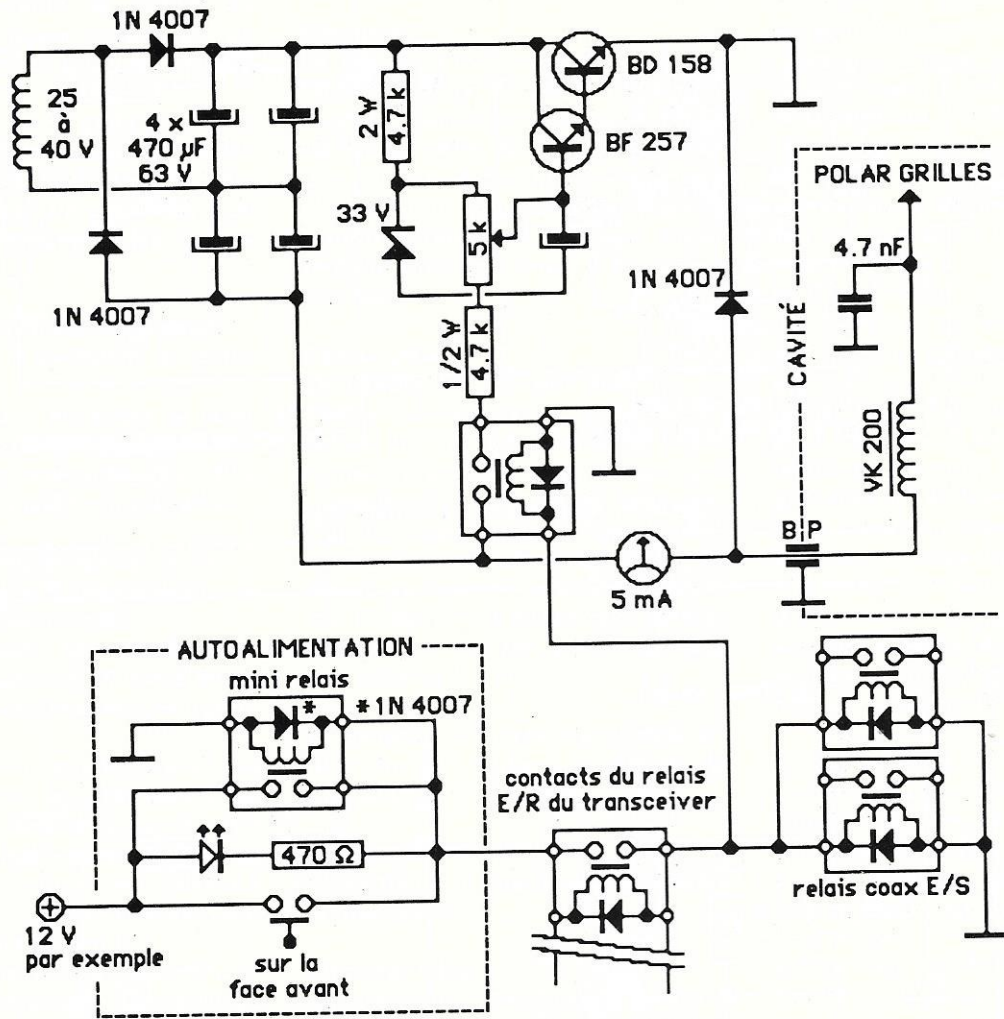 1N 4007
25
à
40 V
4 x
470 µF
63 V
1N 4007
2 W
4.7 k
33 V
5 k
1/2 W
4.7 k
BD 158
BF 257
1N 4007
CAVITÉ
POLAR GRILLES
4.7 nF
VK 200
BP
5 mA
AUTOALIMENTATION
mini relais
*
*1N 4007
470 Ω
12 V
par exemple
sur la
face avant
contacts du relais
E/R du transceiver
relais coax E/S